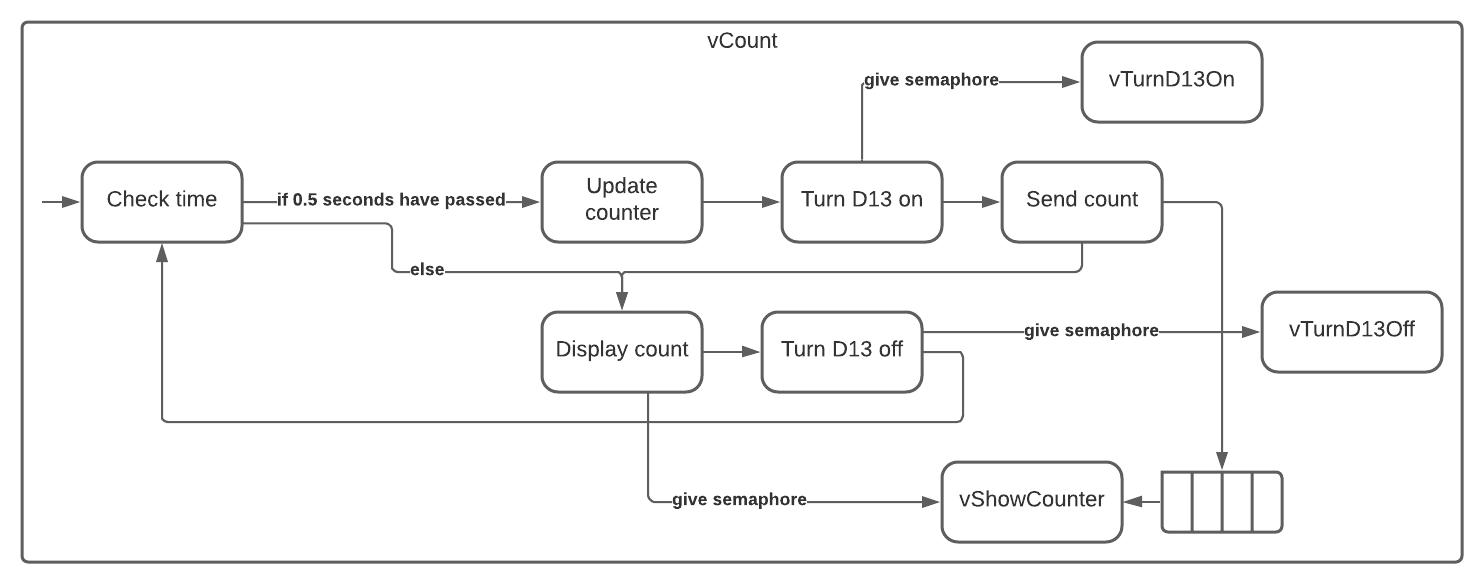 vCount
give semaphore
vTurnD13On
Check time
if 0.5 seconds have passed
Update
counter
Turn D13 on
Send count
else
Display count
Turn D13 off
give semaphore
vTurnD13Off
give semaphore
vShowCounter